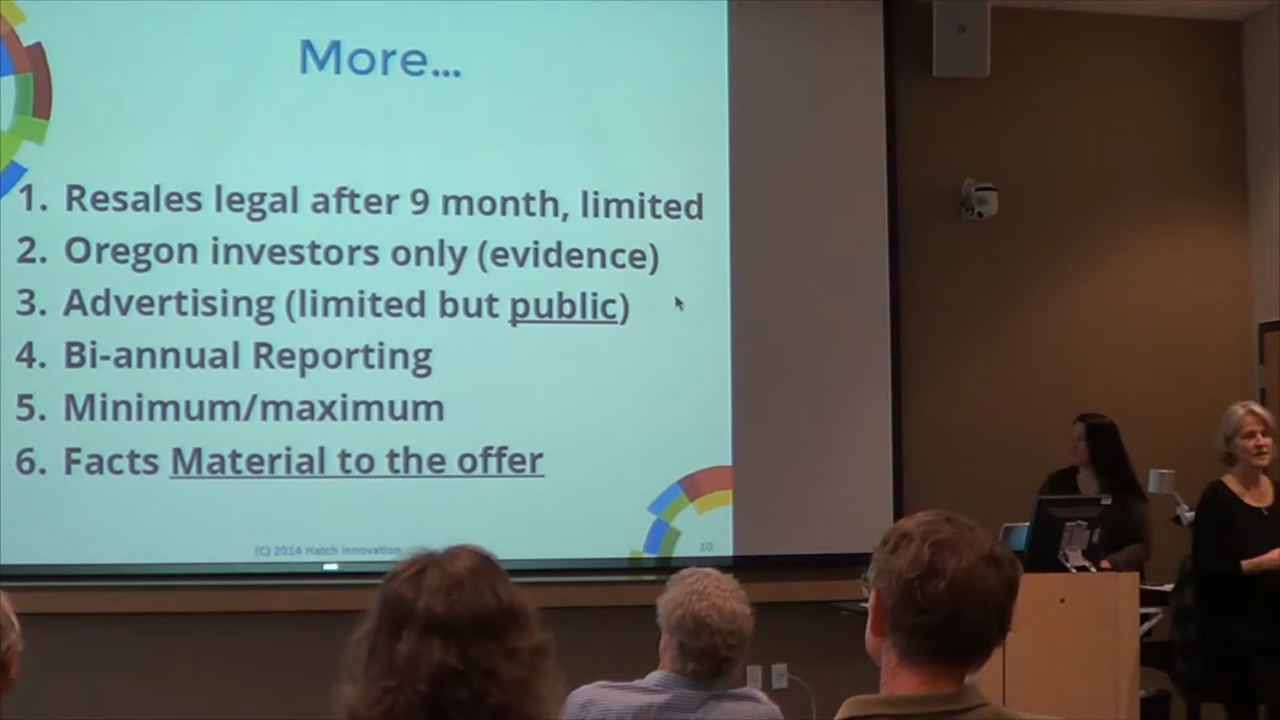 More...
1. Resales legal after 9 month, limited
2. Oregon investors only (evidence)
3. Advertising (limited but public)
4. Bi-annual Reporting
5. Minimum/maximum
6. Facts Material to the offer
(C) 2014 Hatch Innovation
10